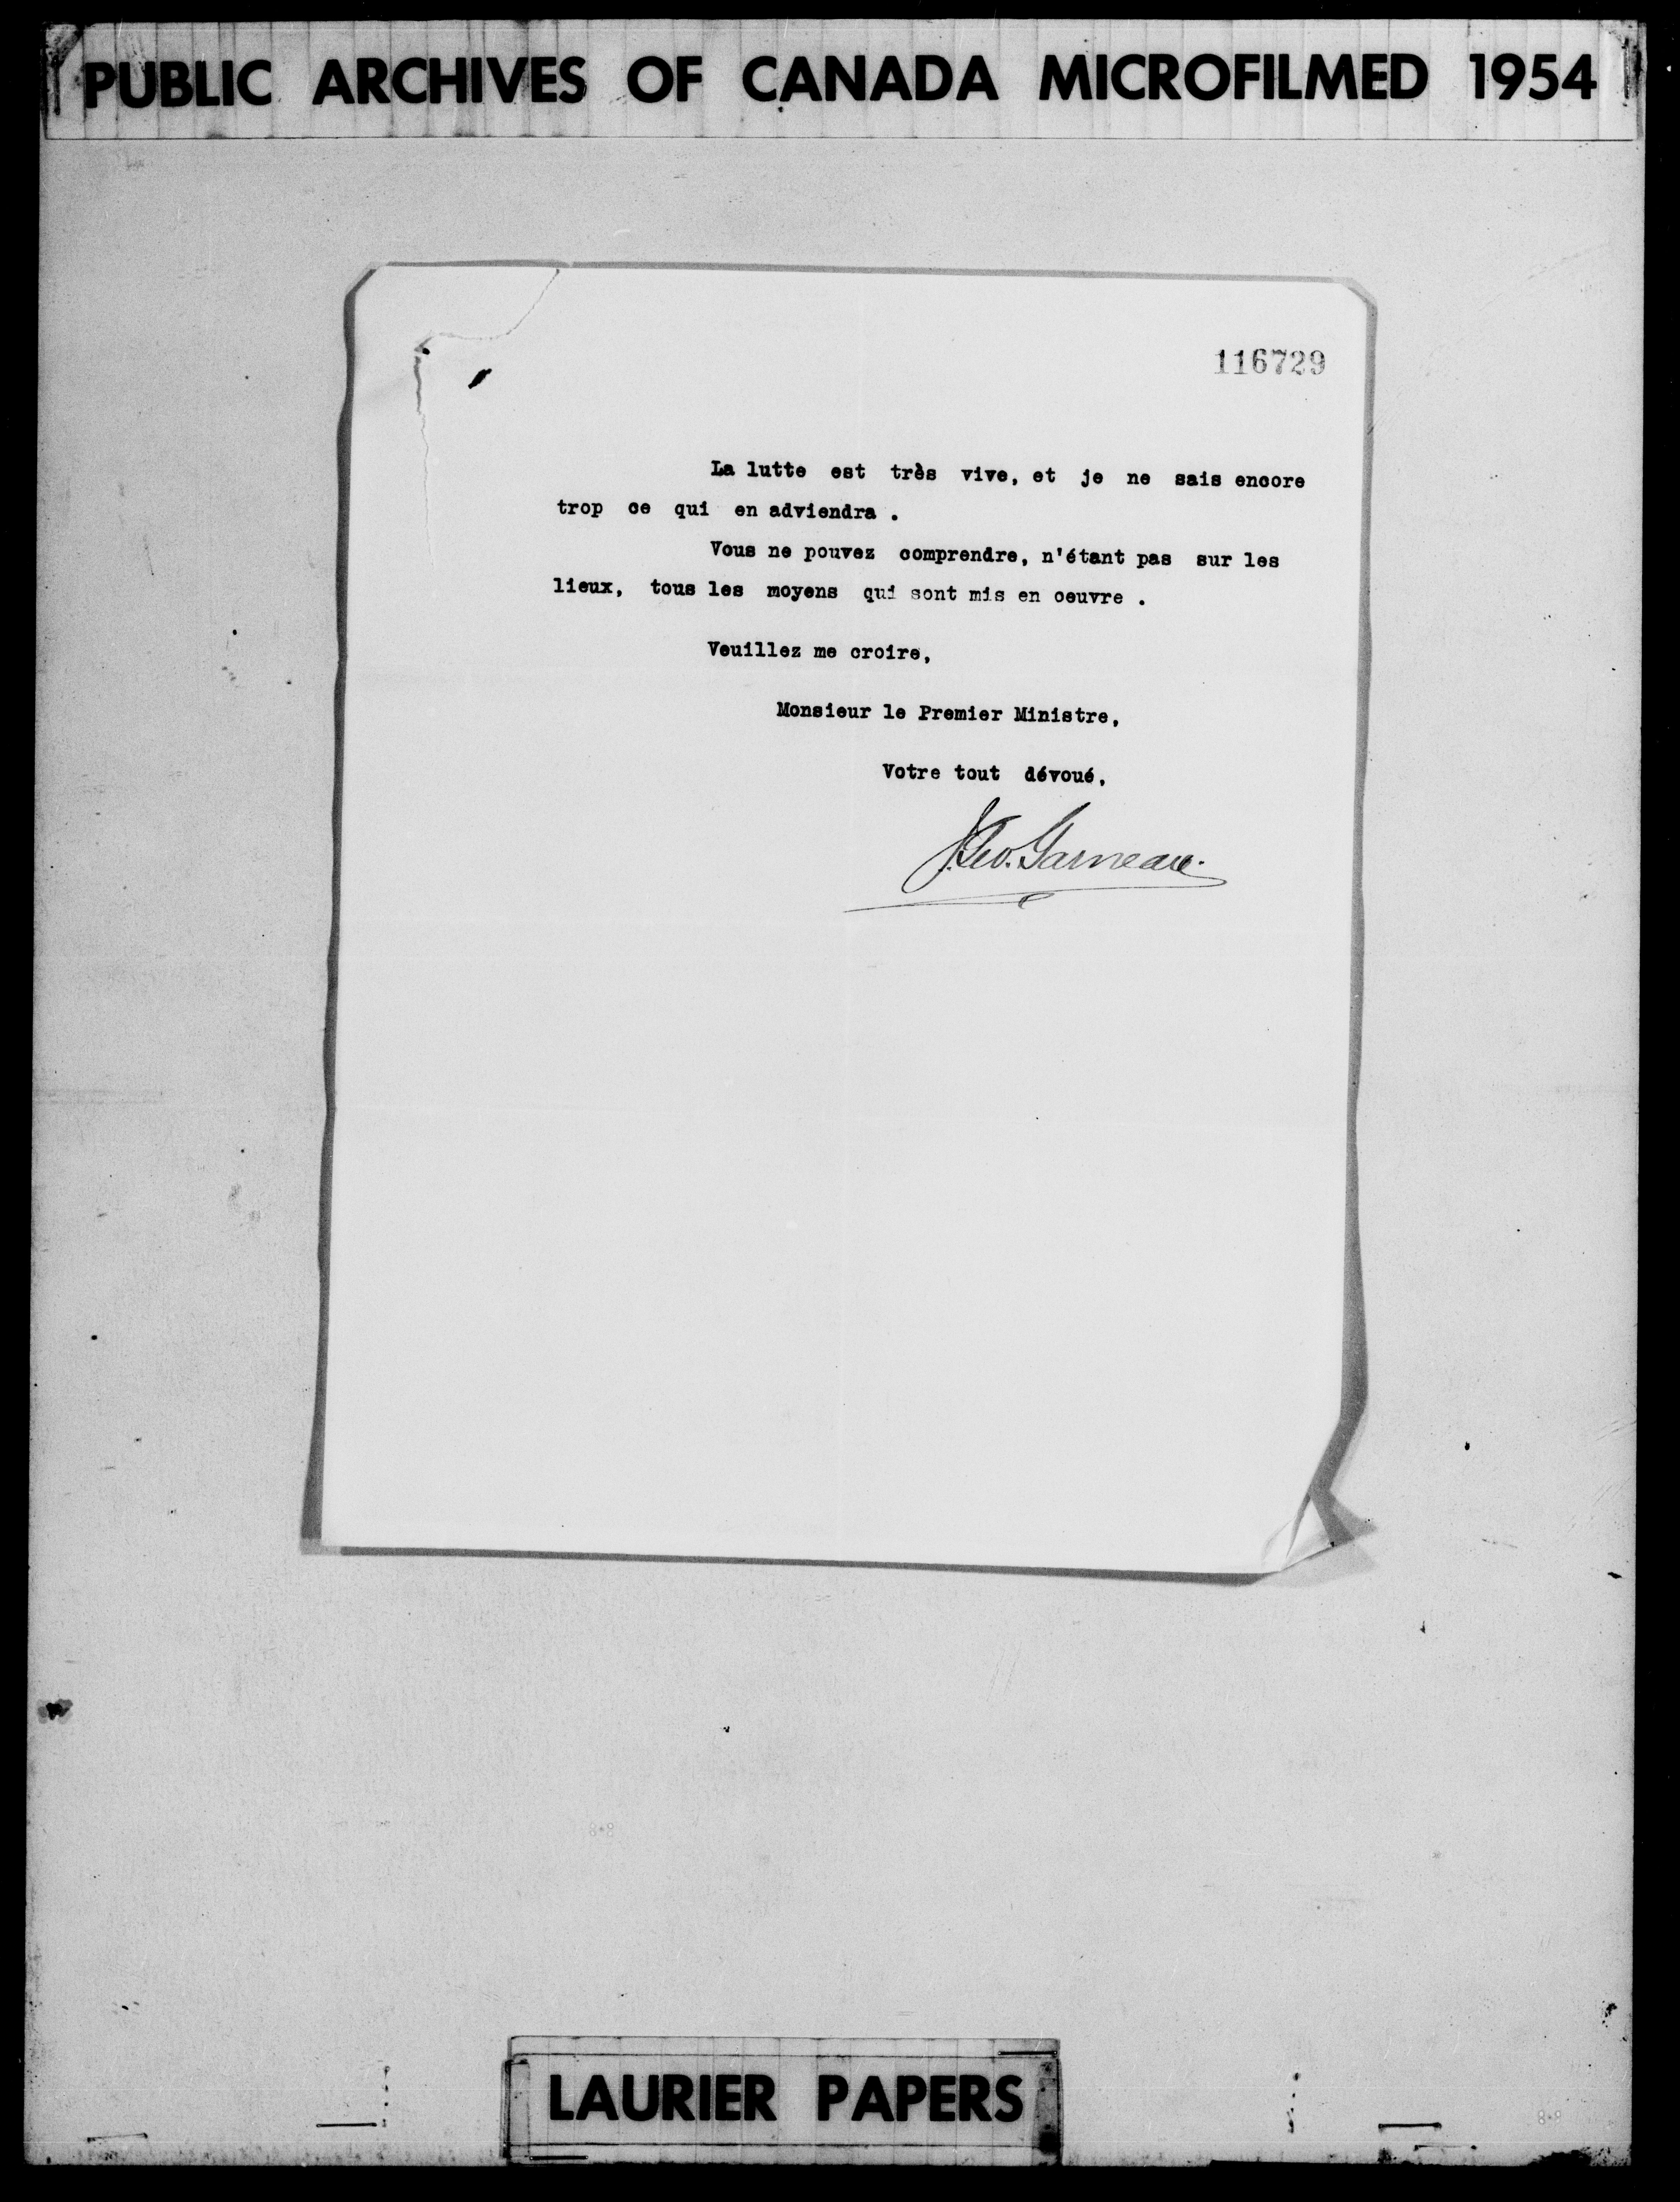 PUBLIC ARCHIVES OF CANADA MICROFILMED 1954
116729
La lutte est très vive, et je ne sais encore
trop ce qui en adviendra .
Vous ne pouvez comprendre, n'étant pas sur les
lieux, tous les moyens qui sont mis en oeuvre .
Veuillez me croire,
Monsieur le Premier Ministre,
Votre tout dévoué,
J. Geo. Garneau.
LAURIER PAPERS